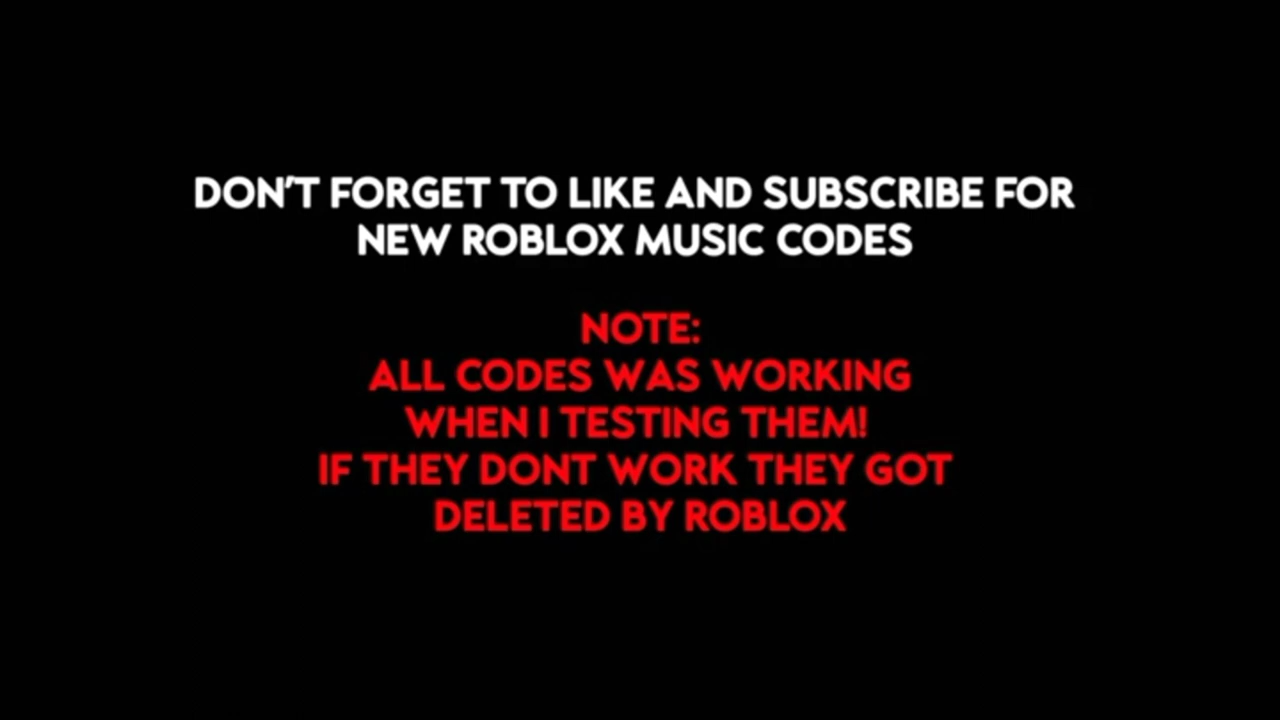 DON'T FORGET TO LIKE AND SUBSCRIBE FOR
NEW ROBLOX MUSIC CODES
NOTE:
ALL CODES WAS WORKING
WHEN I TESTING THEM!
IF THEY DONT WORK THEY GOT
DELETED BY ROBLOX